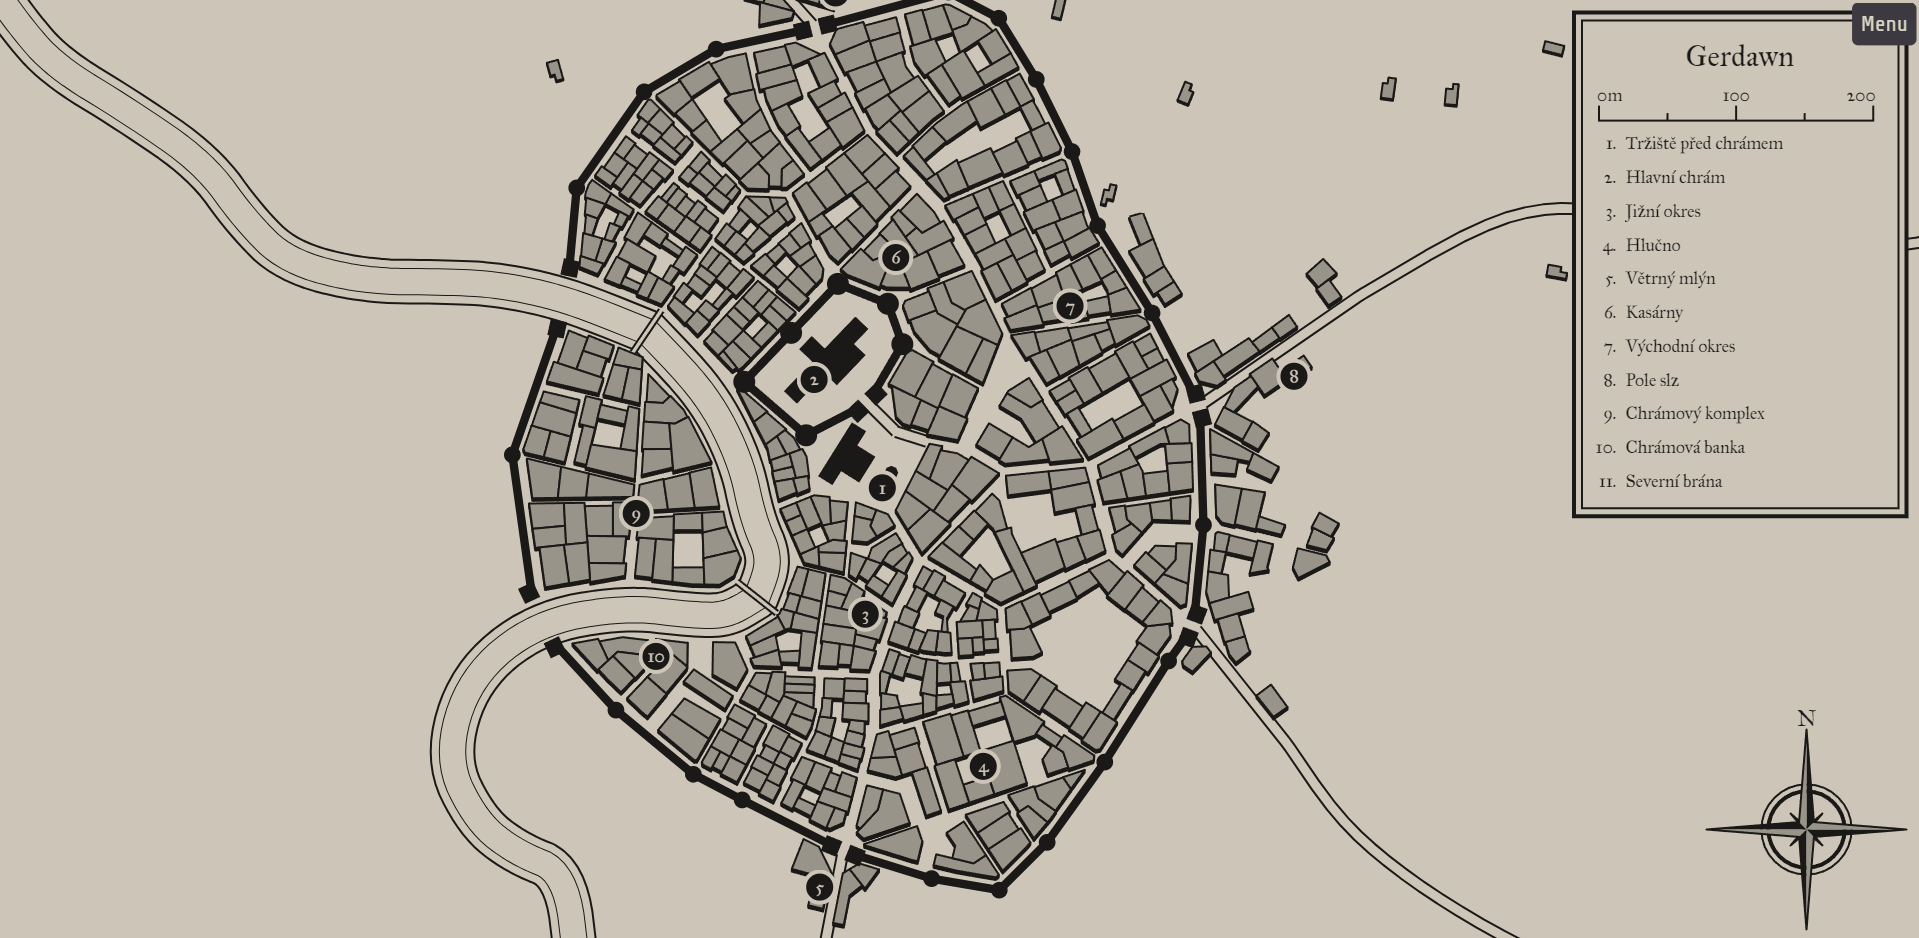 Menu
Gerdawn
0m 100 200
1. Tržiště před chrámem
2. Hlavní chrám
3. Jižní okres
4. Hlučno
5. Větrný mlýn
6. Kasárny
7. Východní okres
8. Pole slz
9. Chrámový komplex
10. Chrámová banka
11. Severní brána
6
7
2
8
1
9
3
10
4
5
N